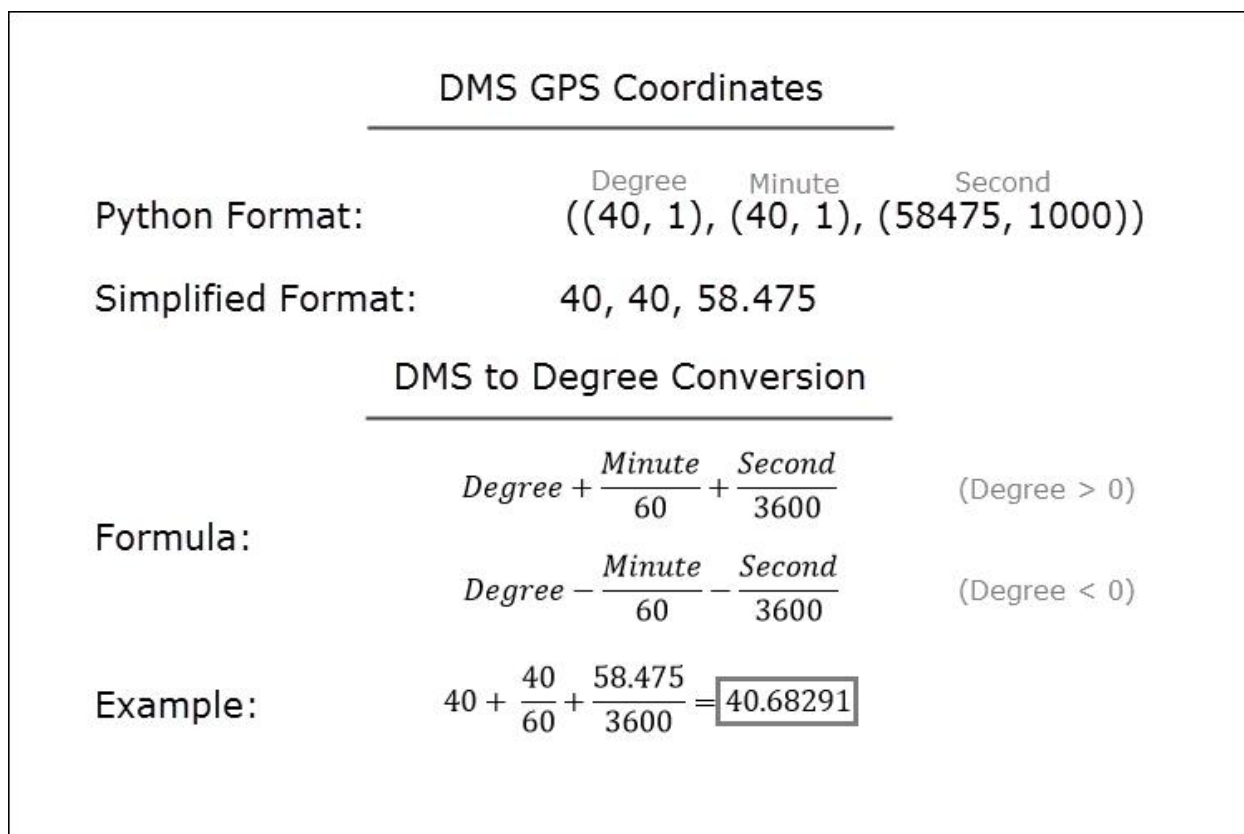 DMS GPS Coordinates
Degree Minute Second
Python Format: ((40, 1), (40, 1), (58475, 1000))
Simplified Format: 40, 40, 58.475
DMS to Degree Conversion
Formula:
Degree + Minute/60 + Second/3600 (Degree > 0)
Degree − Minute/60 − Second/3600 (Degree < 0)
Example: 40 + 40/60 + 58.475/3600 = 40.68291